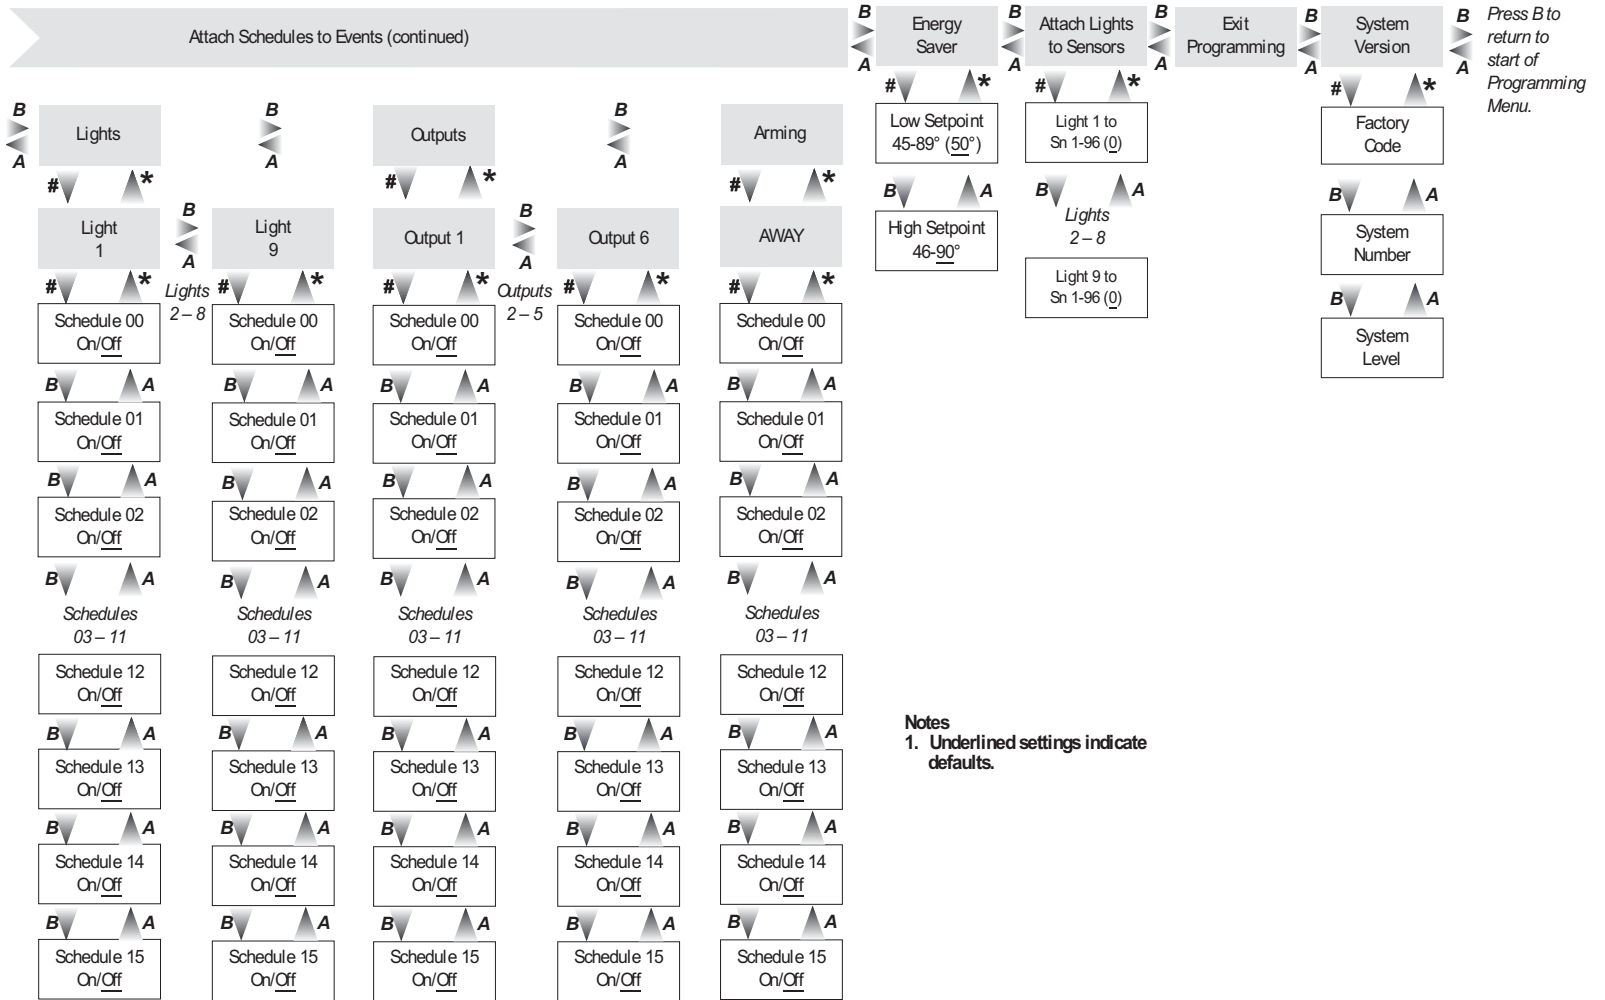 Attach Schedules to Events (continued)
B
A
Energy
Saver
B
A
Attach Lights
to Sensors
B
A
Exit
Programming
B
A
System
Version
B
A
Press B to
return to
start of
Programming
Menu.
# *
Low Setpoint
45-89° (50°)
B A
High Setpoint
46-90°
# *
Light 1 to
Sn 1-96 (0)
B A
Lights
2 – 8
Light 9 to
Sn 1-96 (0)
# *
Factory
Code
B A
System
Number
B A
System
Level
B
A
Lights
B
A
Outputs
B
A
Arming
# *
# *
# *
Light
1
B
A
Lights
2 – 8
Light
9
Output 1
B
A
Outputs
2 – 5
Output 6
AWAY
# *
Schedule 00
On/Off
B A
Schedule 01
On/Off
B A
Schedule 02
On/Off
B A
Schedules
03 – 11
Schedule 12
On/Off
B A
Schedule 13
On/Off
B A
Schedule 14
On/Off
B A
Schedule 15
On/Off
# *
Schedule 00
On/Off
B A
Schedule 01
On/Off
B A
Schedule 02
On/Off
B A
Schedules
03 – 11
Schedule 12
On/Off
B A
Schedule 13
On/Off
B A
Schedule 14
On/Off
B A
Schedule 15
On/Off
# *
Schedule 00
On/Off
B A
Schedule 01
On/Off
B A
Schedule 02
On/Off
B A
Schedules
03 – 11
Schedule 12
On/Off
B A
Schedule 13
On/Off
B A
Schedule 14
On/Off
B A
Schedule 15
On/Off
# *
Schedule 00
On/Off
B A
Schedule 01
On/Off
B A
Schedule 02
On/Off
B A
Schedules
03 – 11
Schedule 12
On/Off
B A
Schedule 13
On/Off
B A
Schedule 14
On/Off
B A
Schedule 15
On/Off
# *
Schedule 00
On/Off
B A
Schedule 01
On/Off
B A
Schedule 02
On/Off
B A
Schedules
03 – 11
Schedule 12
On/Off
B A
Schedule 13
On/Off
B A
Schedule 14
On/Off
B A
Schedule 15
On/Off
Notes
1. Underlined settings indicate
defaults.